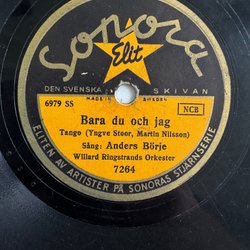 Sonora
Elit
DEN SVENSKA SKIVAN
MADE IN SWEDEN
6979 SS
NCB
Bara du och jag
Tango (Yngve Stoor, Martin Nilsson)
Sång: Anders Börje
Willard Ringstrands Orkester
7264
ELITEN AV ARTISTER PÅ SONORAS STJÄRNSERIE